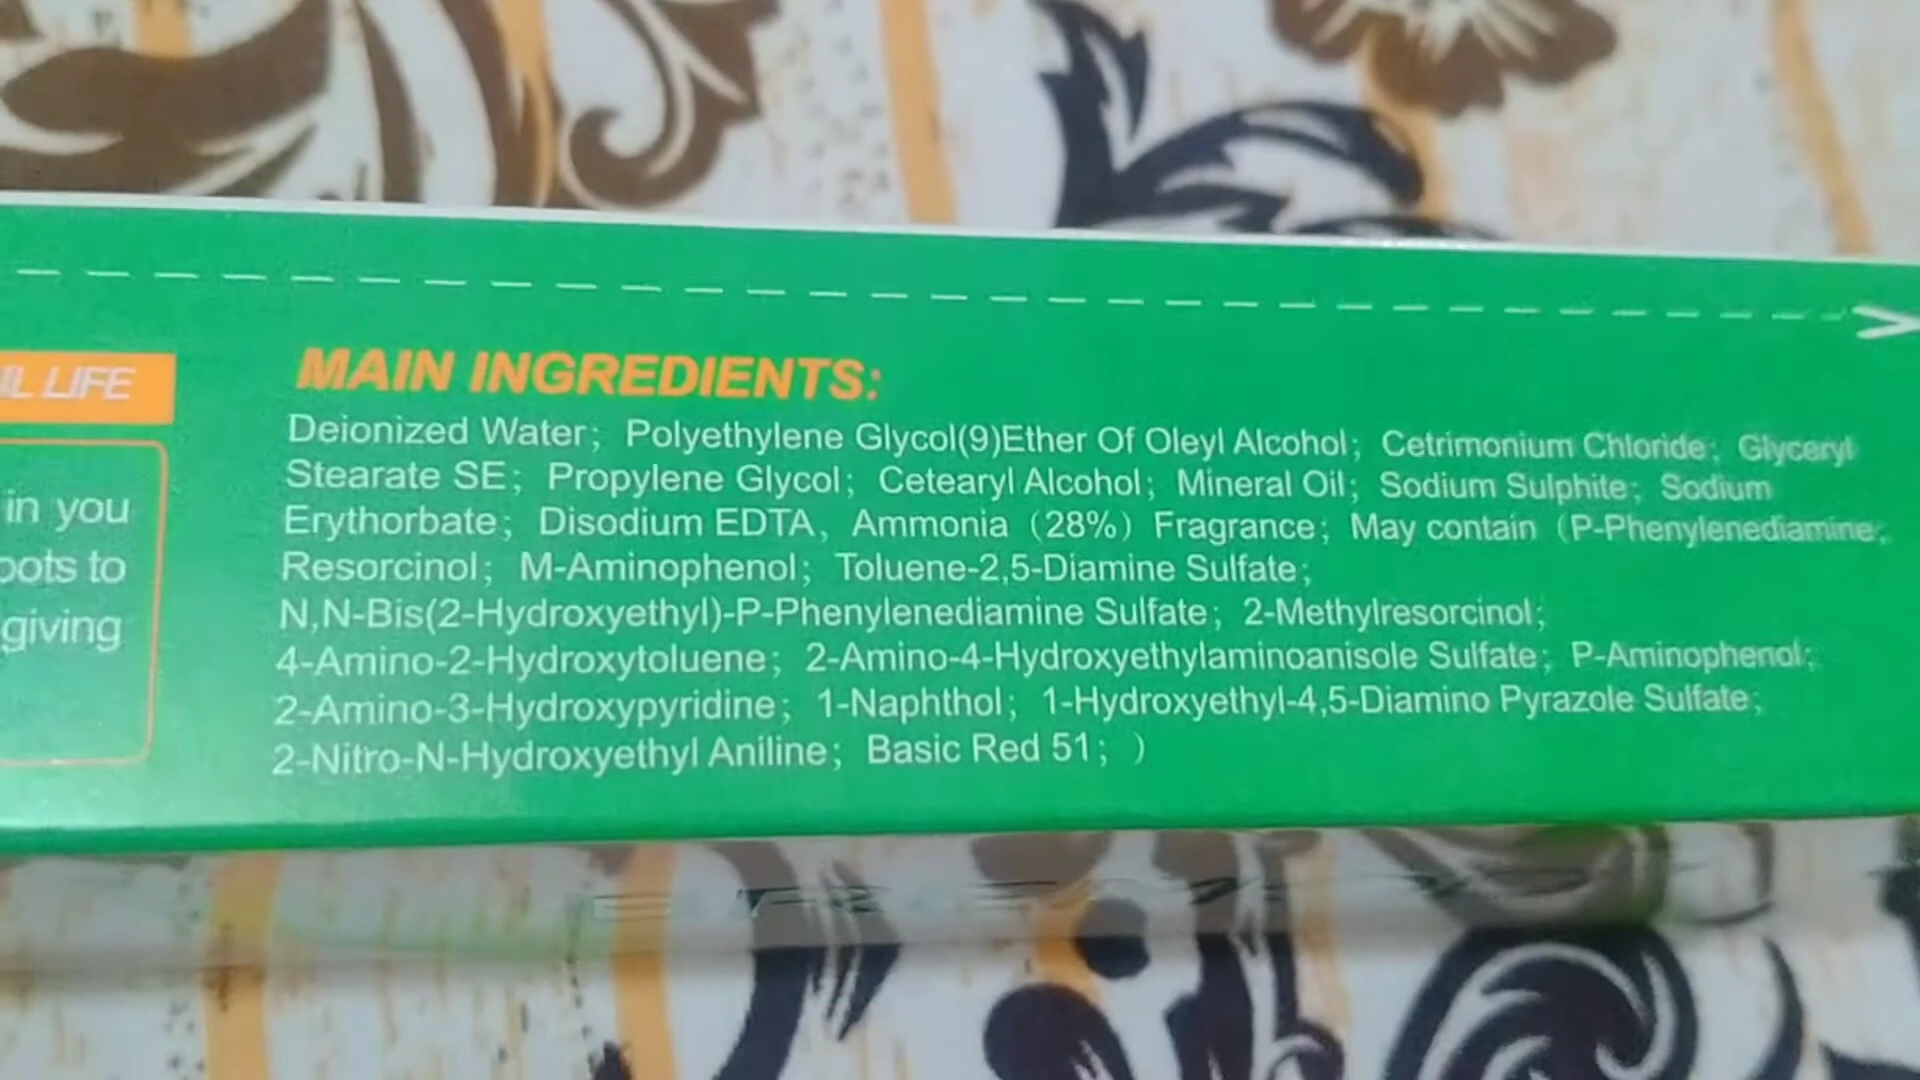 IL LIFE
in you
oots to
giving
MAIN INGREDIENTS:
Deionized Water; Polyethylene Glycol(9)Ether Of Oleyl Alcohol; Cetrimonium Chloride; Glyceryl
Stearate SE; Propylene Glycol; Cetearyl Alcohol; Mineral Oil; Sodium Sulphite; Sodium
Erythorbate; Disodium EDTA, Ammonia (28%) Fragrance; May contain (P-Phenylenediamine;
Resorcinol; M-Aminophenol; Toluene-2,5-Diamine Sulfate;
N,N-Bis(2-Hydroxyethyl)-P-Phenylenediamine Sulfate; 2-Methylresorcinol;
4-Amino-2-Hydroxytoluene; 2-Amino-4-Hydroxyethylaminoanisole Sulfate; P-Aminophenol;
2-Amino-3-Hydroxypyridine; 1-Naphthol; 1-Hydroxyethyl-4,5-Diamino Pyrazole Sulfate;
2-Nitro-N-Hydroxyethyl Aniline; Basic Red 51; )